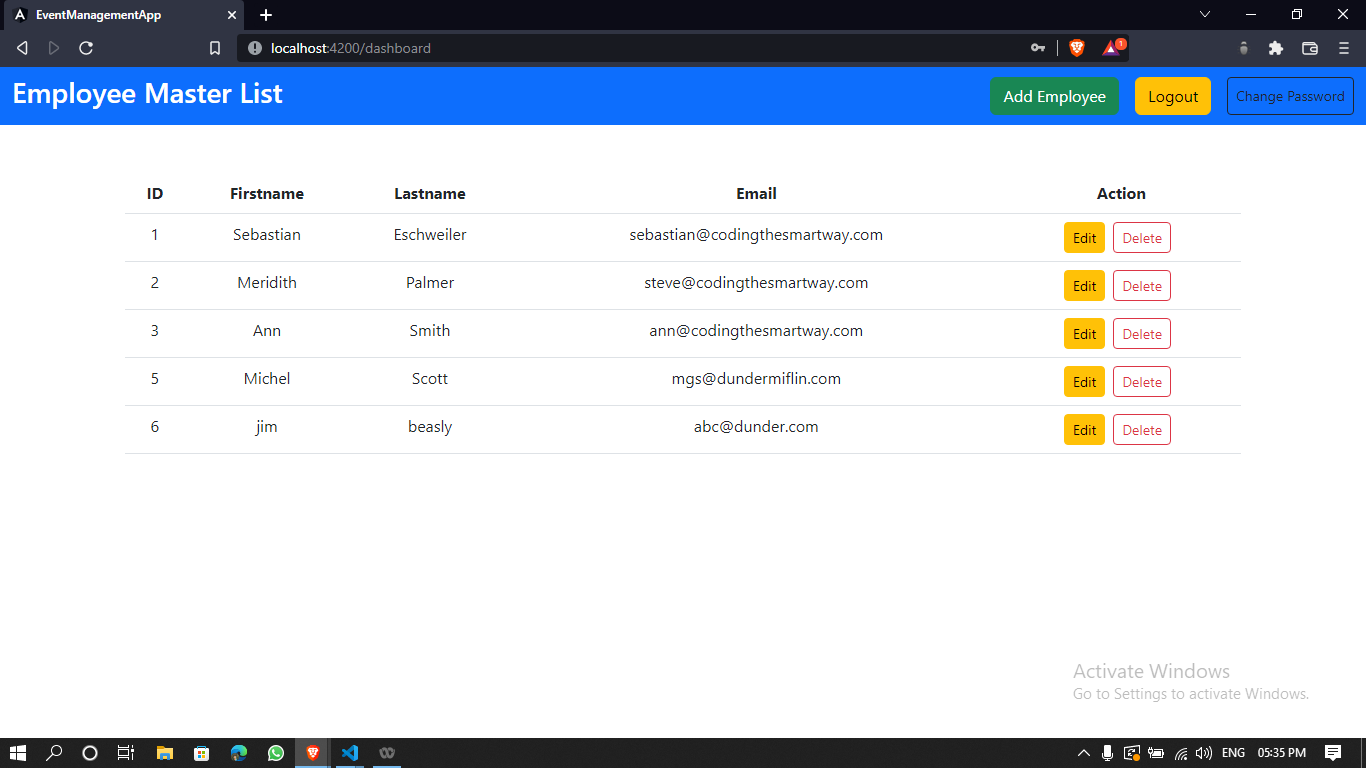 EventManagementApp
localhost:4200/dashboard
1
Employee Master List
Add Employee
Logout
Change Password
ID Firstname Lastname Email Action
1 Sebastian Eschweiler sebastian@codingthesmartway.com Edit Delete
2 Meridith Palmer steve@codingthesmartway.com Edit Delete
3 Ann Smith ann@codingthesmartway.com Edit Delete
5 Michel Scott mgs@dundermiflin.com Edit Delete
6 jim beasly abc@dunder.com Edit Delete
Activate Windows
Go to Settings to activate Windows.
ENG 05:35 PM